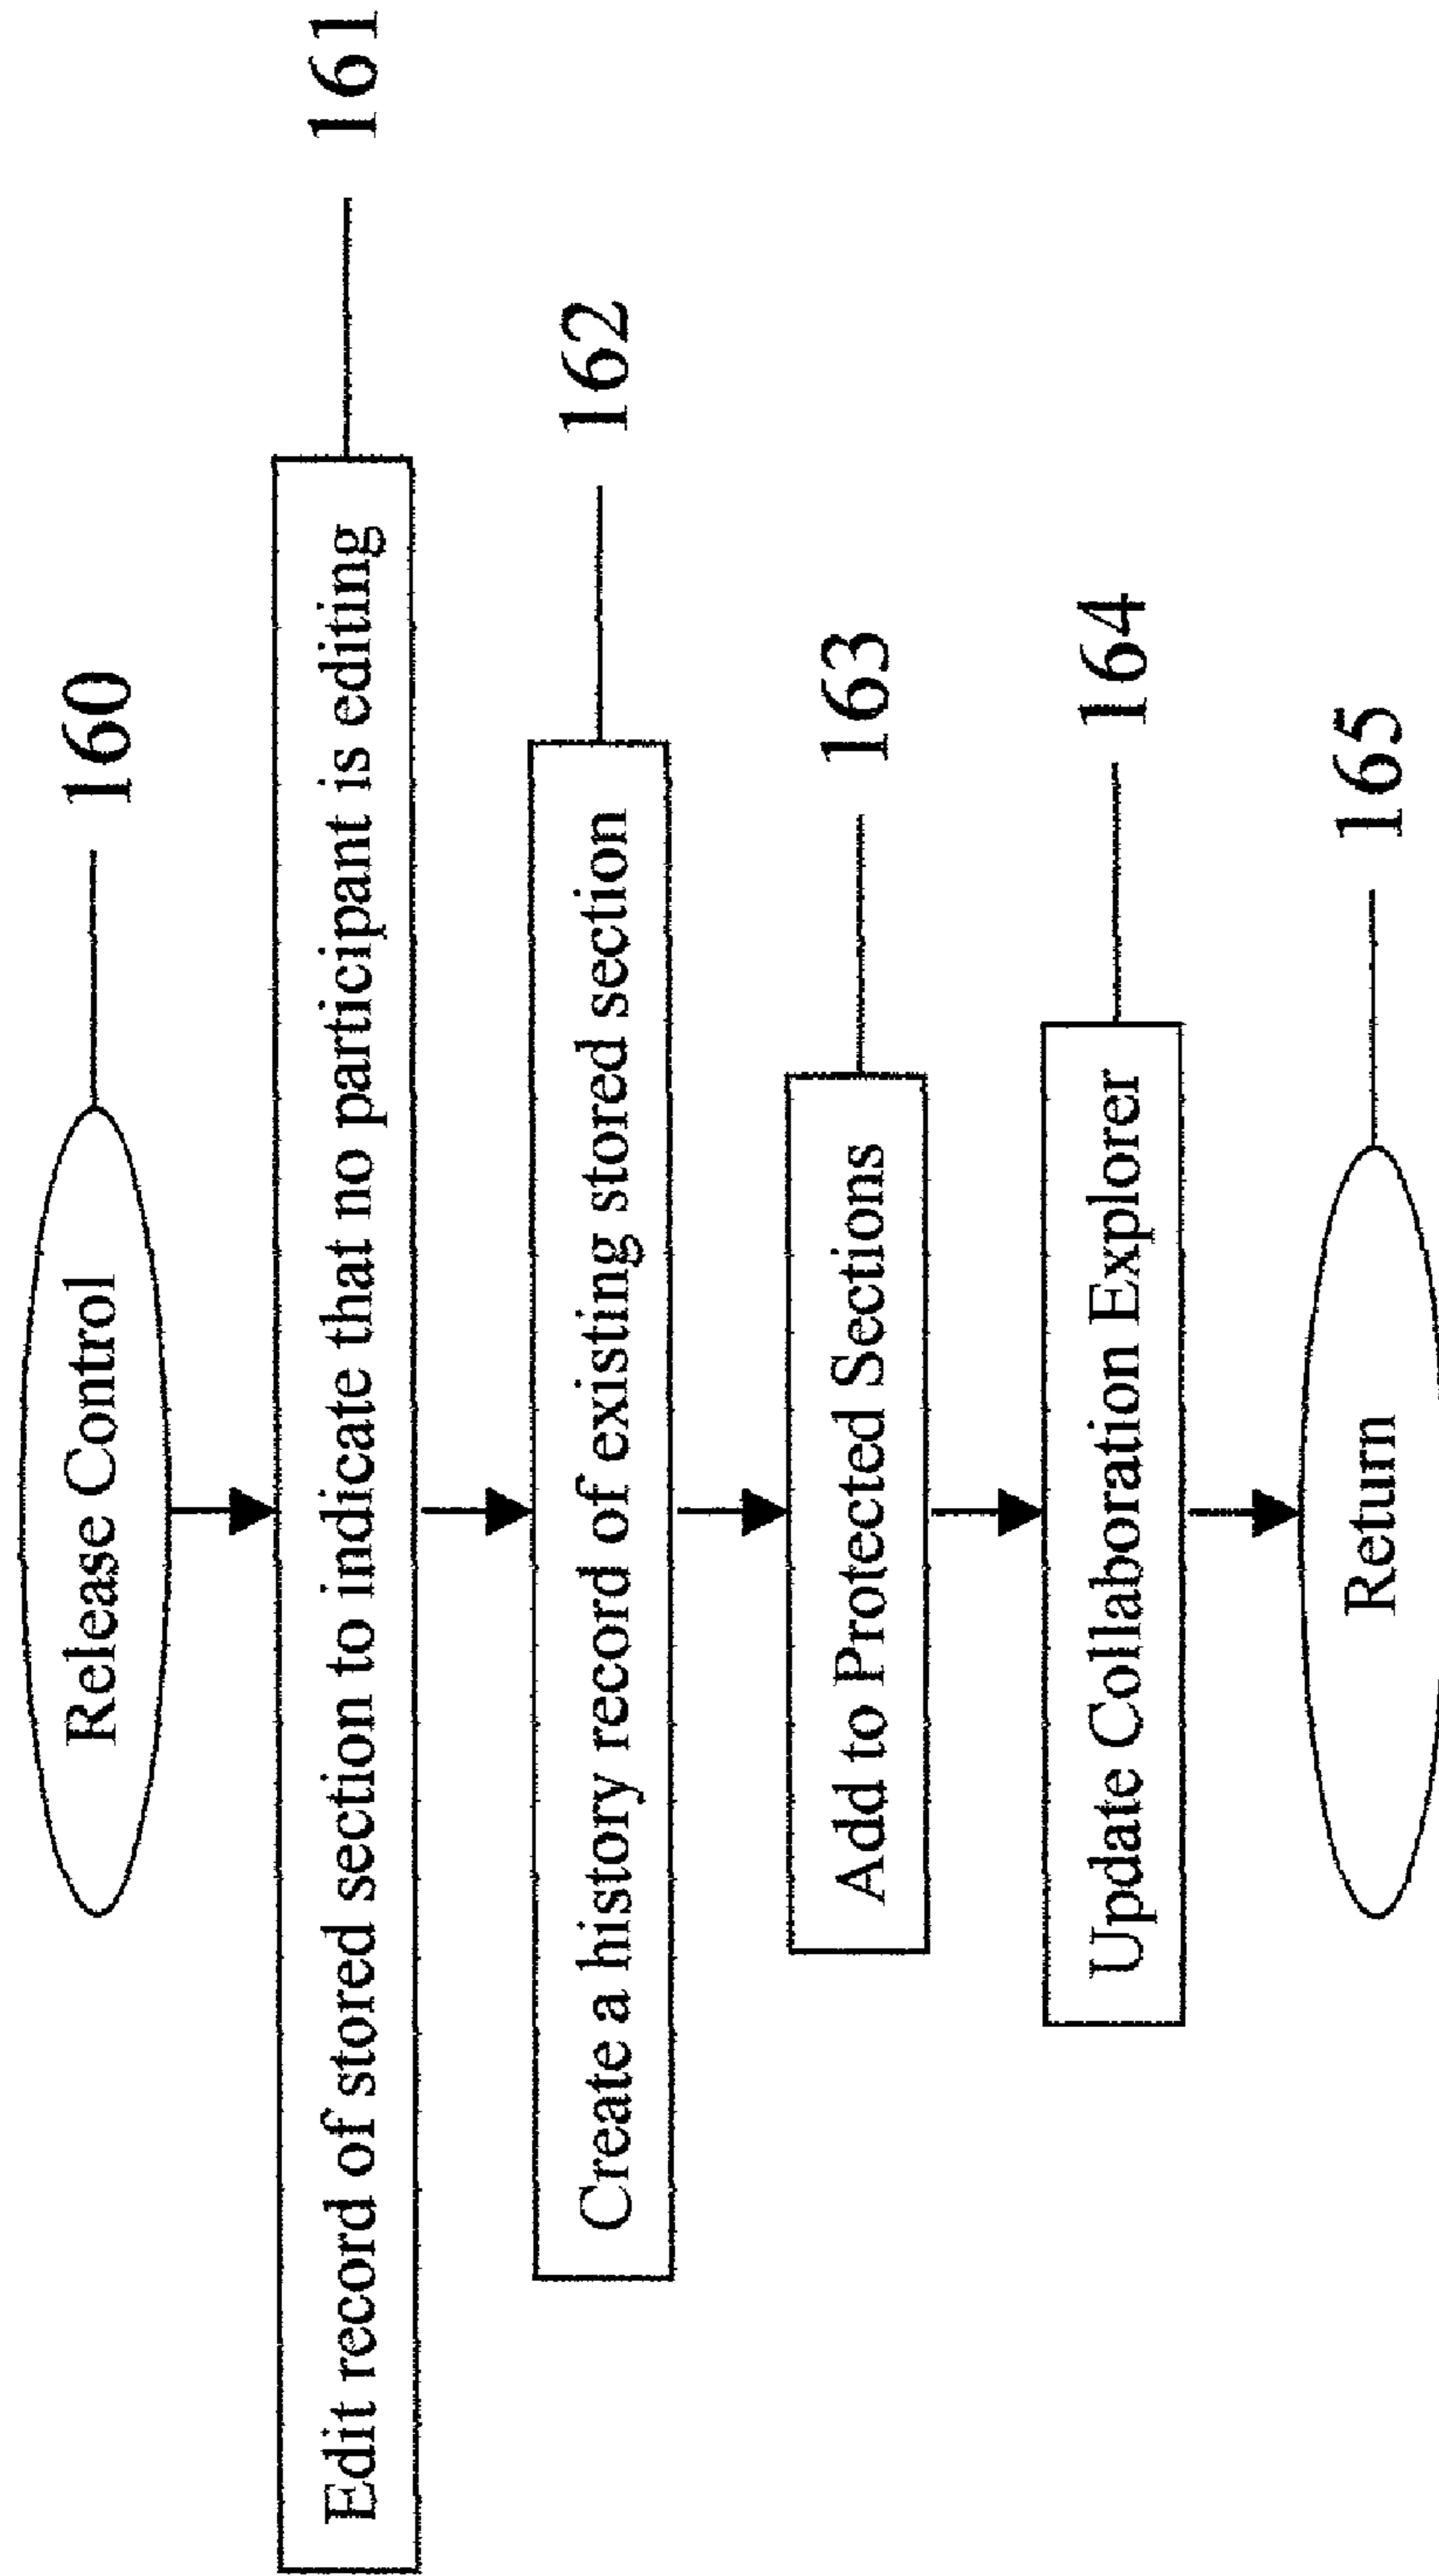 Release Control
160
Edit record of stored section to indicate that no participant is editing
161
Create a history record of existing stored section
162
Add to Protected Sections
163
Update Collaboration Explorer
164
Return
165